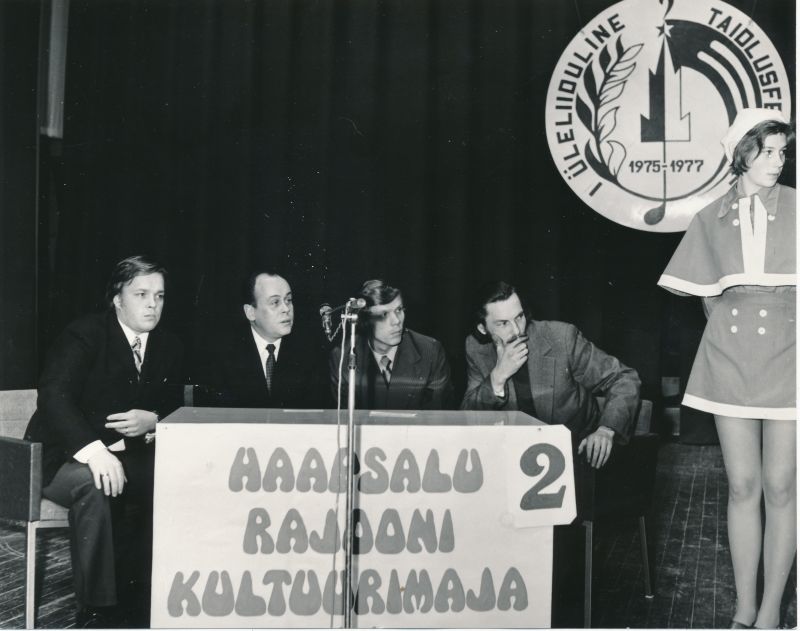 I ÜLELIIDULINE TAIDLUSFE
1975-1977
HAAPSALU
RAJOONI
KULTUURIMAJA
2